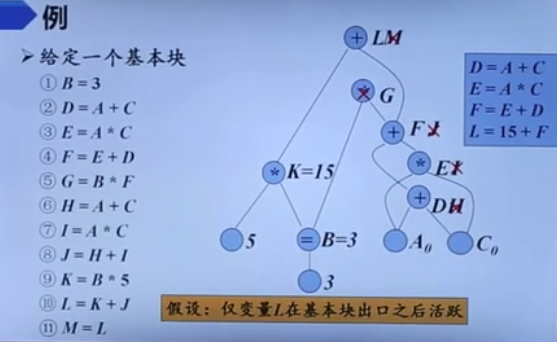 例
➢ 给定一个基本块
① B = 3
② D = A + C
③ E = A * C
④ F = E + D
⑤ G = B * F
⑥ H = A + C
⑦ I = A * C
⑧ J = H + I
⑨ K = B * 5
⑩ L = K + J
⑪ M = L
+ LM
* G
+ F J
* EI
+ DH
* K=15
5
= B=3
3
A₀
C₀
D = A + C
E = A * C
F = E + D
L = 15 + F
假设：仅变量L在基本块出口之后活跃